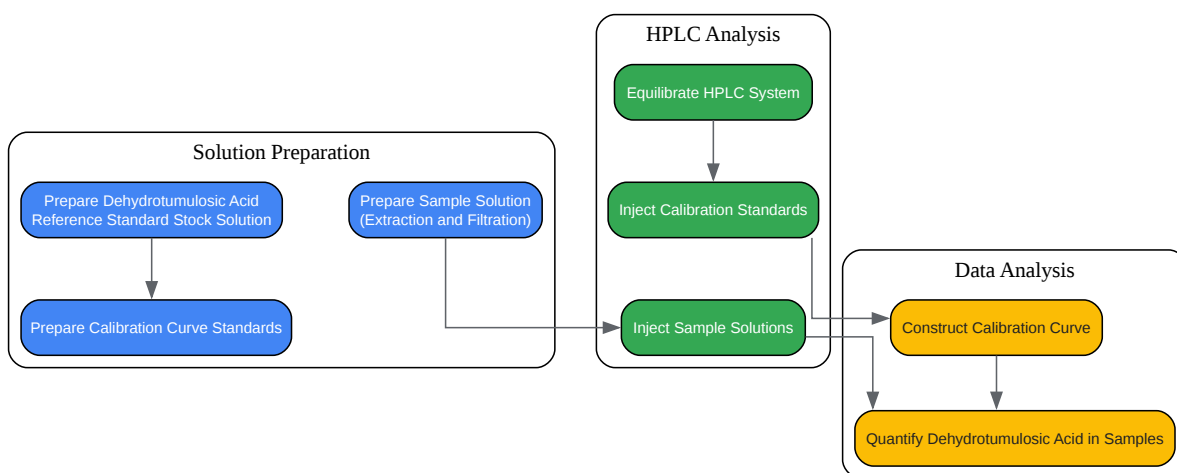 Solution Preparation
Prepare Dehydrotumulosic Acid
Reference Standard Stock Solution
Prepare Sample Solution
(Extraction and Filtration)
Prepare Calibration Curve Standards
HPLC Analysis
Equilibrate HPLC System
Inject Calibration Standards
Inject Sample Solutions
Data Analysis
Construct Calibration Curve
Quantify Dehydrotumulosic Acid in Samples